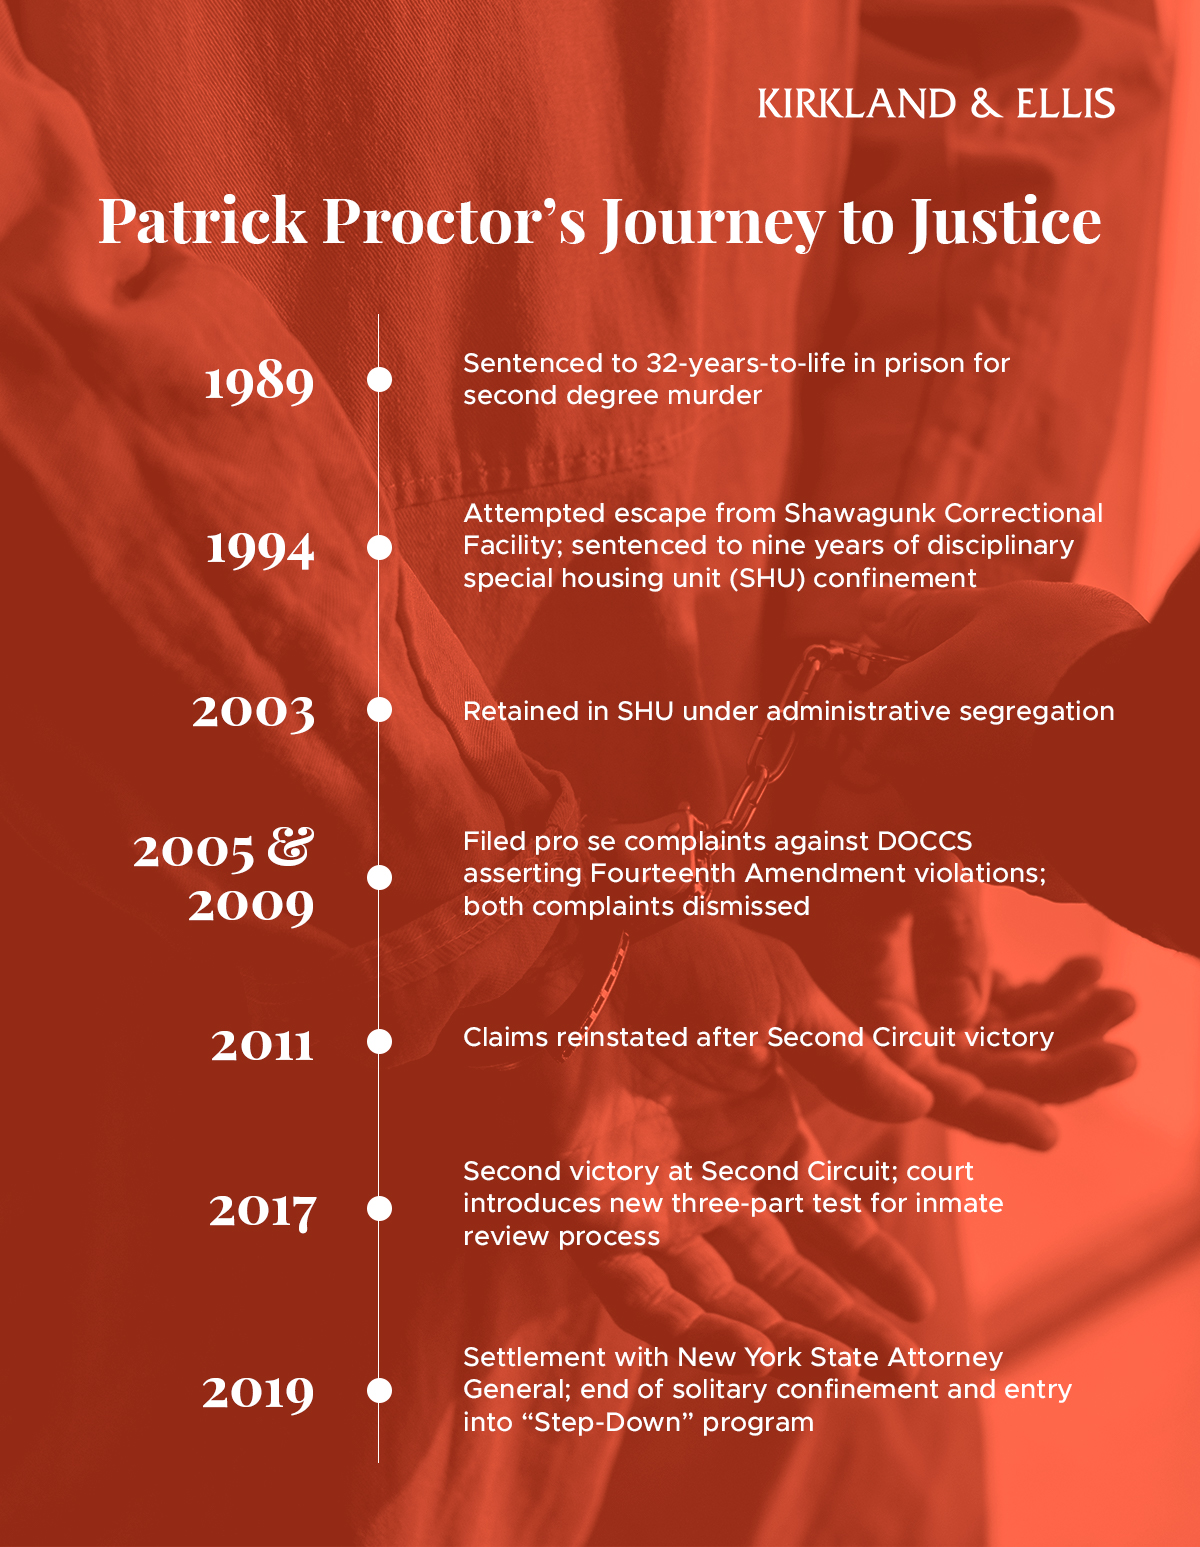 KIRKLAND & ELLIS
Patrick Proctor’s Journey to Justice
1989
Sentenced to 32-years-to-life in prison for
second degree murder
1994
Attempted escape from Shawagunk Correctional
Facility; sentenced to nine years of disciplinary
special housing unit (SHU) confinement
2003
Retained in SHU under administrative segregation
2005 &
2009
Filed pro se complaints against DOCCS
asserting Fourteenth Amendment violations;
both complaints dismissed
2011
Claims reinstated after Second Circuit victory
2017
Second victory at Second Circuit; court
introduces new three-part test for inmate
review process
2019
Settlement with New York State Attorney
General; end of solitary confinement and entry
into “Step-Down” program